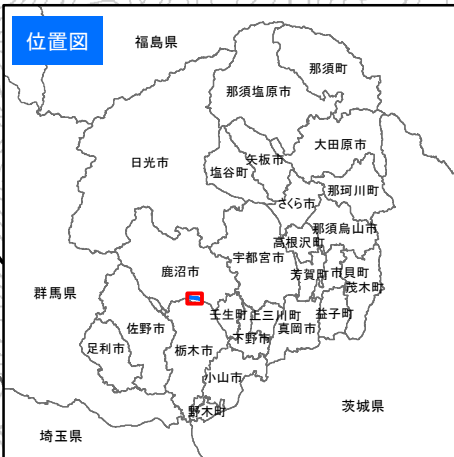 位置図
福島県
那須町
那須塩原市
大田原市
日光市
矢板市
塩谷町
那珂川町
さくら市
那須烏山市
高根沢町
宇都宮市
鹿沼市
芳賀町
市貝町
茂木町
群馬県
壬生町
上三川町
益子町
佐野市
真岡市
下野市
足利市
栃木市
小山市
野木町
茨城県
埼玉県